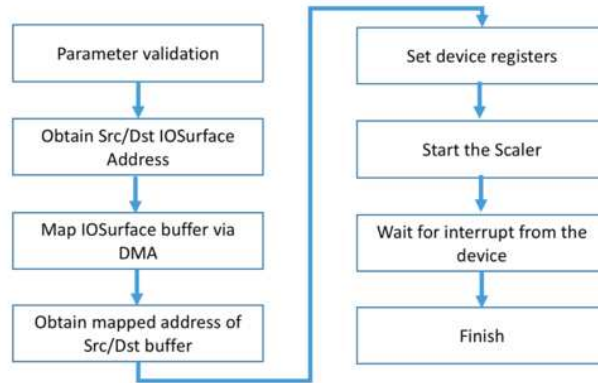 Parameter validation
Obtain Src/Dst IOSurface
Address
Map IOSurface buffer via
DMA
Obtain mapped address of
Src/Dst buffer
Set device registers
Start the Scaler
Wait for interrupt from the
device
Finish